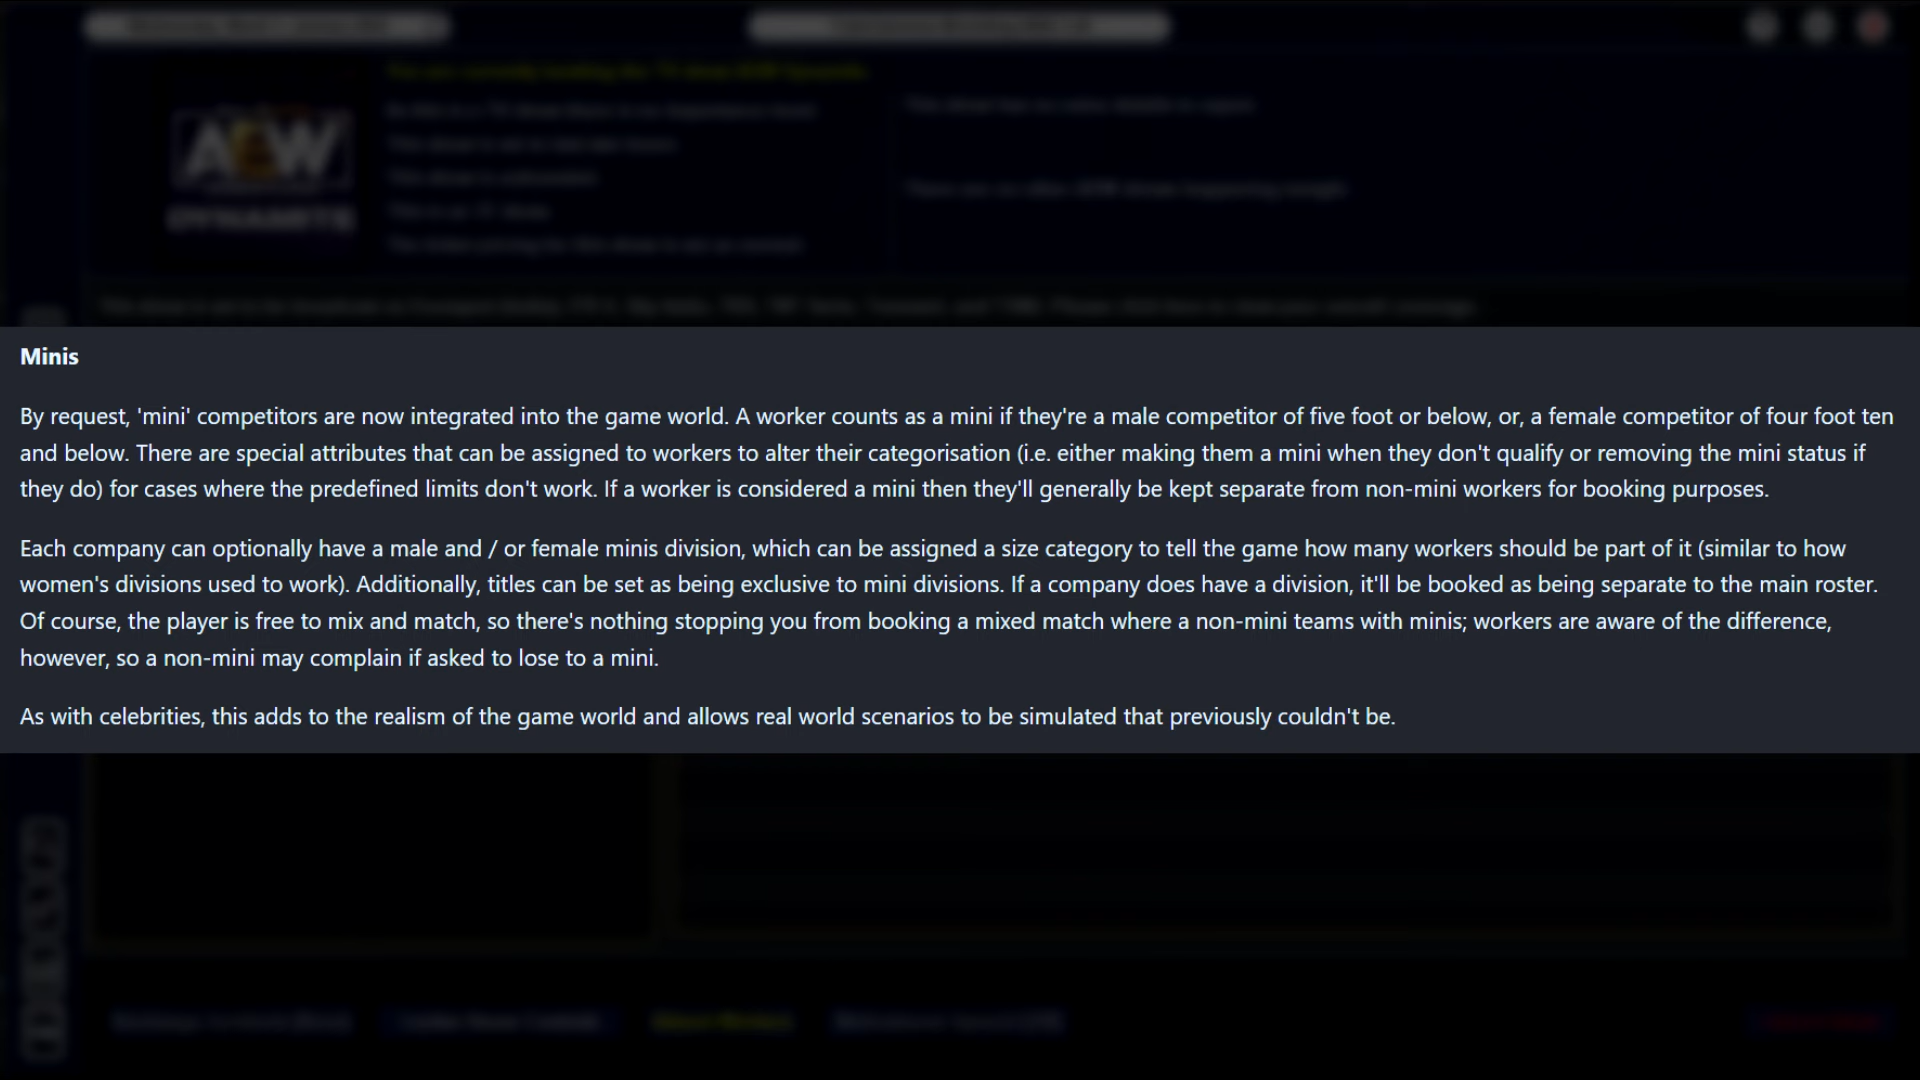 AEW
DYNAMITE
Minis
By request, 'mini' competitors are now integrated into the game world. A worker counts as a mini if they're a male competitor of five foot or below, or, a female competitor of four foot ten
and below. There are special attributes that can be assigned to workers to alter their categorisation (i.e. either making them a mini when they don't qualify or removing the mini status if
they do) for cases where the predefined limits don't work. If a worker is considered a mini then they'll generally be kept separate from non-mini workers for booking purposes.
Each company can optionally have a male and / or female minis division, which can be assigned a size category to tell the game how many workers should be part of it (similar to how
women's divisions used to work). Additionally, titles can be set as being exclusive to mini divisions. If a company does have a division, it'll be booked as being separate to the main roster.
Of course, the player is free to mix and match, so there's nothing stopping you from booking a mixed match where a non-mini teams with minis; workers are aware of the difference,
however, so a non-mini may complain if asked to lose to a mini.
As with celebrities, this adds to the realism of the game world and allows real world scenarios to be simulated that previously couldn't be.